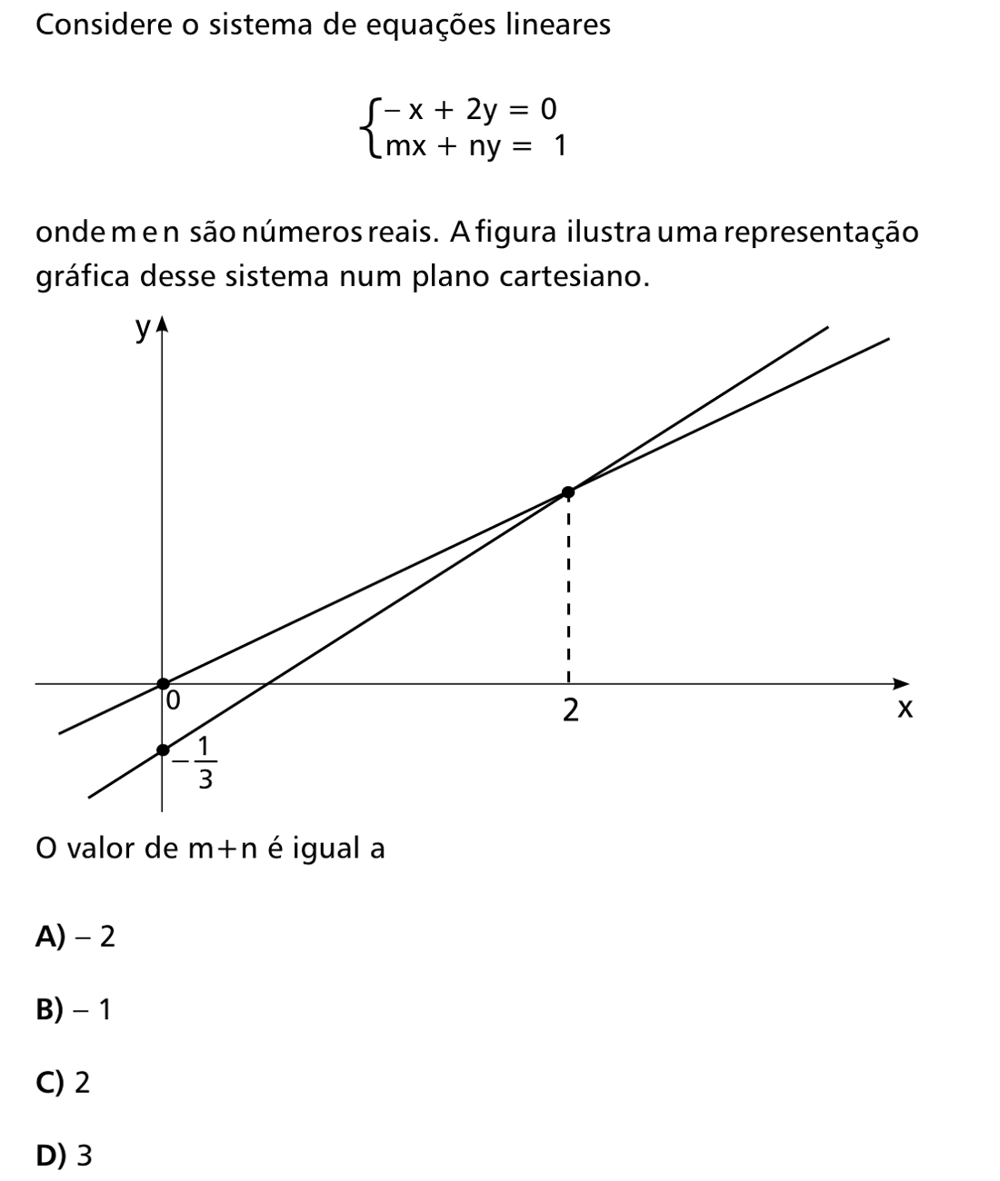 Considere o sistema de equações lineares
{– x + 2y = 0
mx + ny = 1
onde m e n são números reais. A figura ilustra uma representação
gráfica desse sistema num plano cartesiano.
y
0
2
x
– 1/3
O valor de m+n é igual a
A) – 2
B) – 1
C) 2
D) 3